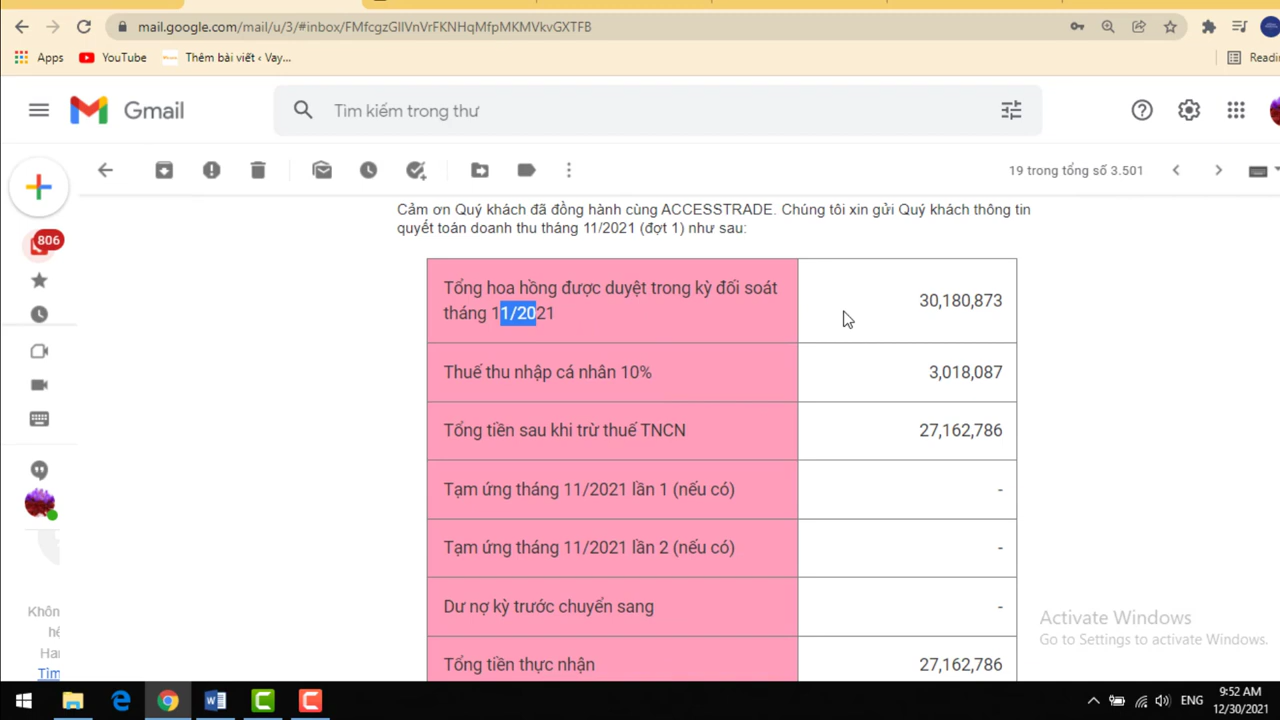 mail.google.com/mail/u/3/#inbox/FMfcgzGllVnVrFKNHqMfpMKMVkvGXTFB
Apps
YouTube
Thêm bài viết ‹ Vay...
Readin
Gmail
Tìm kiếm trong thư
19 trong tổng số 3.501
806
Cảm ơn Quý khách đã đồng hành cùng ACCESSTRADE. Chúng tôi xin gửi Quý khách thông tin
quyết toán doanh thu tháng 11/2021 (đợt 1) như sau:
Tổng hoa hồng được duyệt trong kỳ đối soát
tháng 11/2021
30,180,873
Thuế thu nhập cá nhân 10%
3,018,087
Tổng tiền sau khi trừ thuế TNCN
27,162,786
Tạm ứng tháng 11/2021 lần 1 (nếu có)
-
Tạm ứng tháng 11/2021 lần 2 (nếu có)
-
Dư nợ kỳ trước chuyển sang
-
Tổng tiền thực nhận
27,162,786
Khôn
hé
Han
Tìm
Activate Windows
Go to Settings to activate Windows.
ENG
9:52 AM
12/30/2021